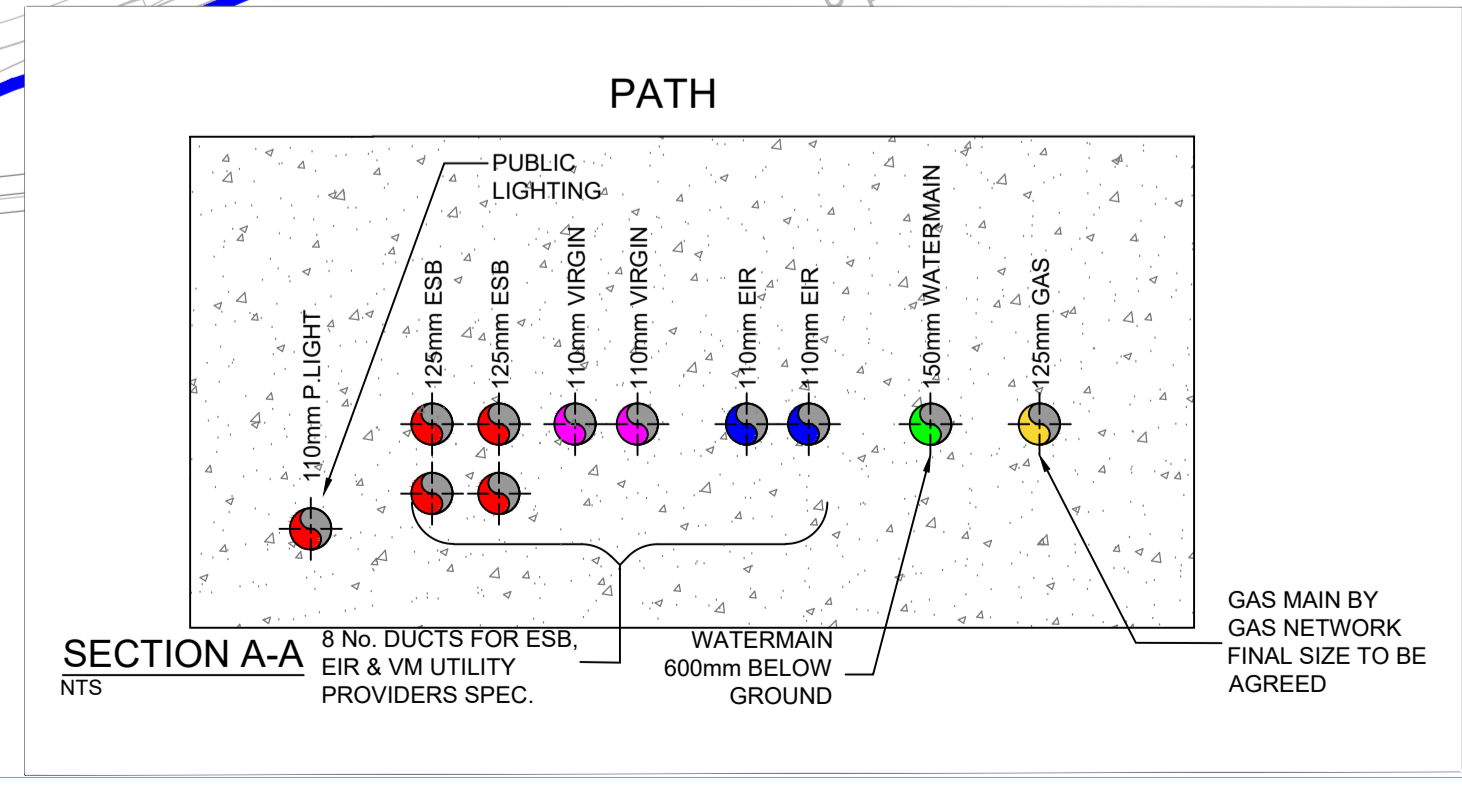 PATH
PUBLIC
LIGHTING
110mm P.LIGHT
125mm ESB
125mm ESB
110mm VIRGIN
110mm VIRGIN
110mm EIR
110mm EIR
150mm WATERMAIN
125mm GAS
SECTION A-A
NTS
8 No. DUCTS FOR ESB,
EIR & VM UTILITY
PROVIDERS SPEC.
WATERMAIN
600mm BELOW
GROUND
GAS MAIN BY
GAS NETWORK
FINAL SIZE TO BE
AGREED